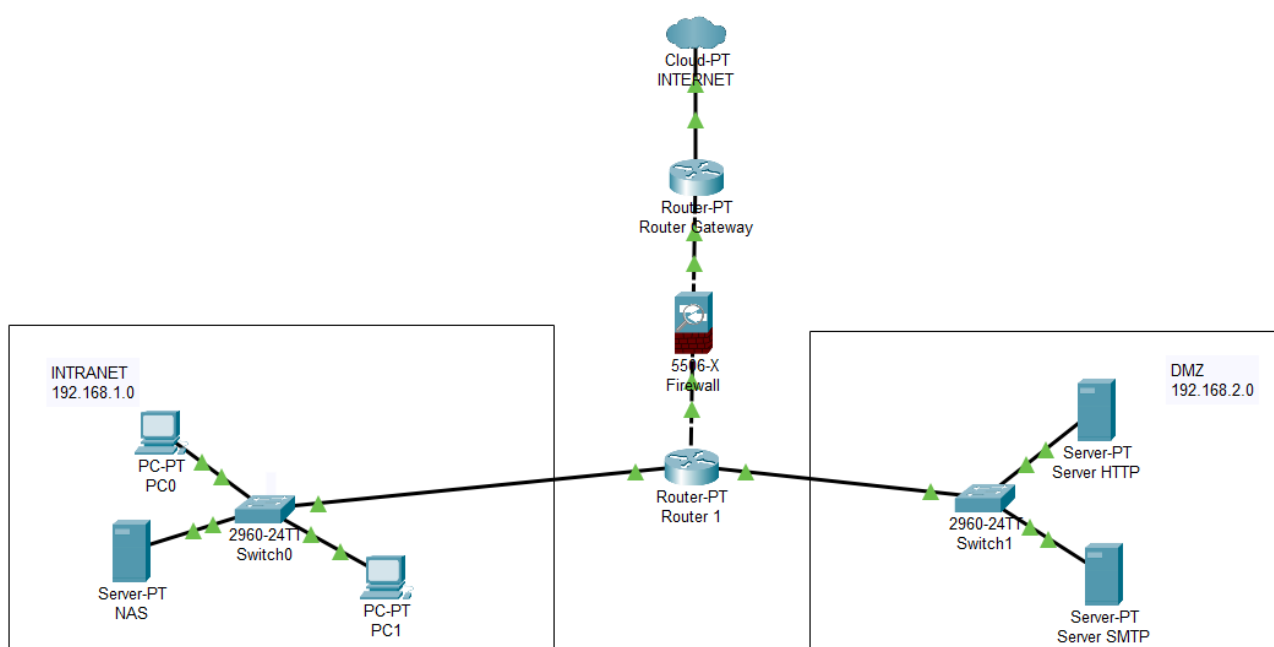 Cloud-PT
INTERNET
Router-PT
Router Gateway
5506-X
Firewall
INTRANET
192.168.1.0
PC-PT
PC0
2960-24TT
Switch0
Server-PT
NAS
PC-PT
PC1
Router-PT
Router 1
DMZ
192.168.2.0
Server-PT
Server HTTP
2960-24TT
Switch1
Server-PT
Server SMTP